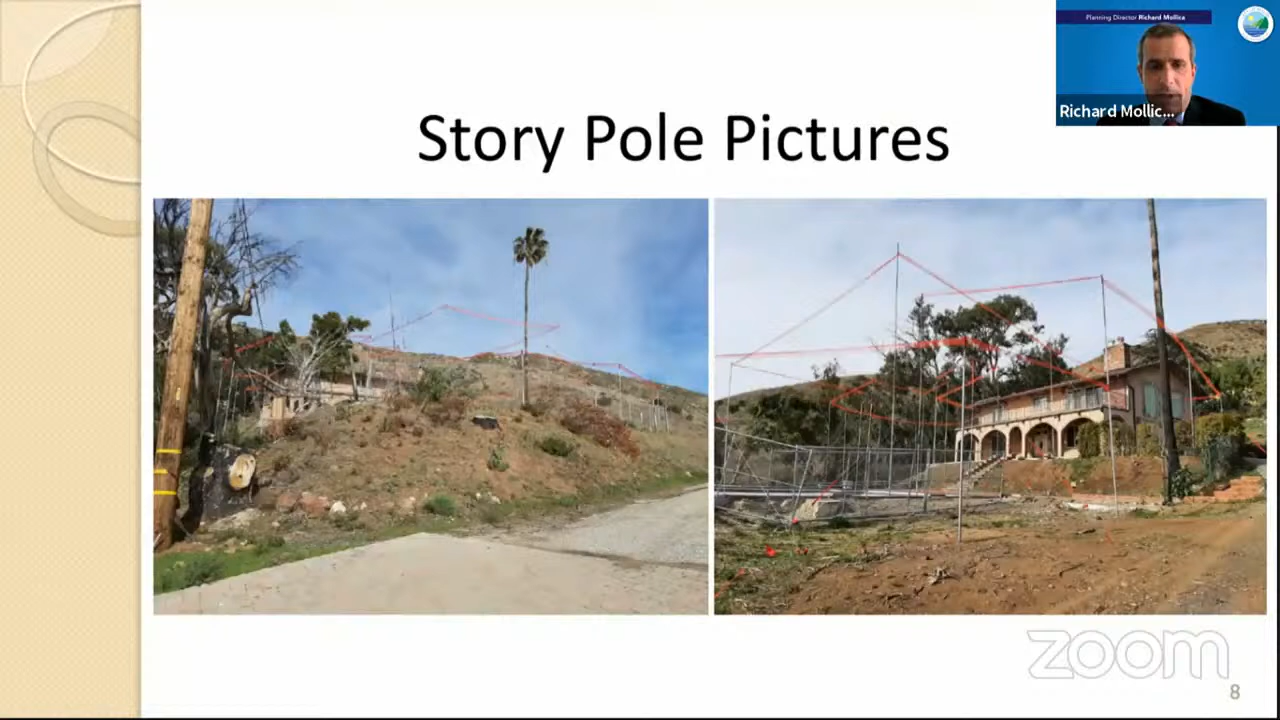 Planning Director Richard Mollica
Richard Mollic...
Story Pole Pictures
zoom
8